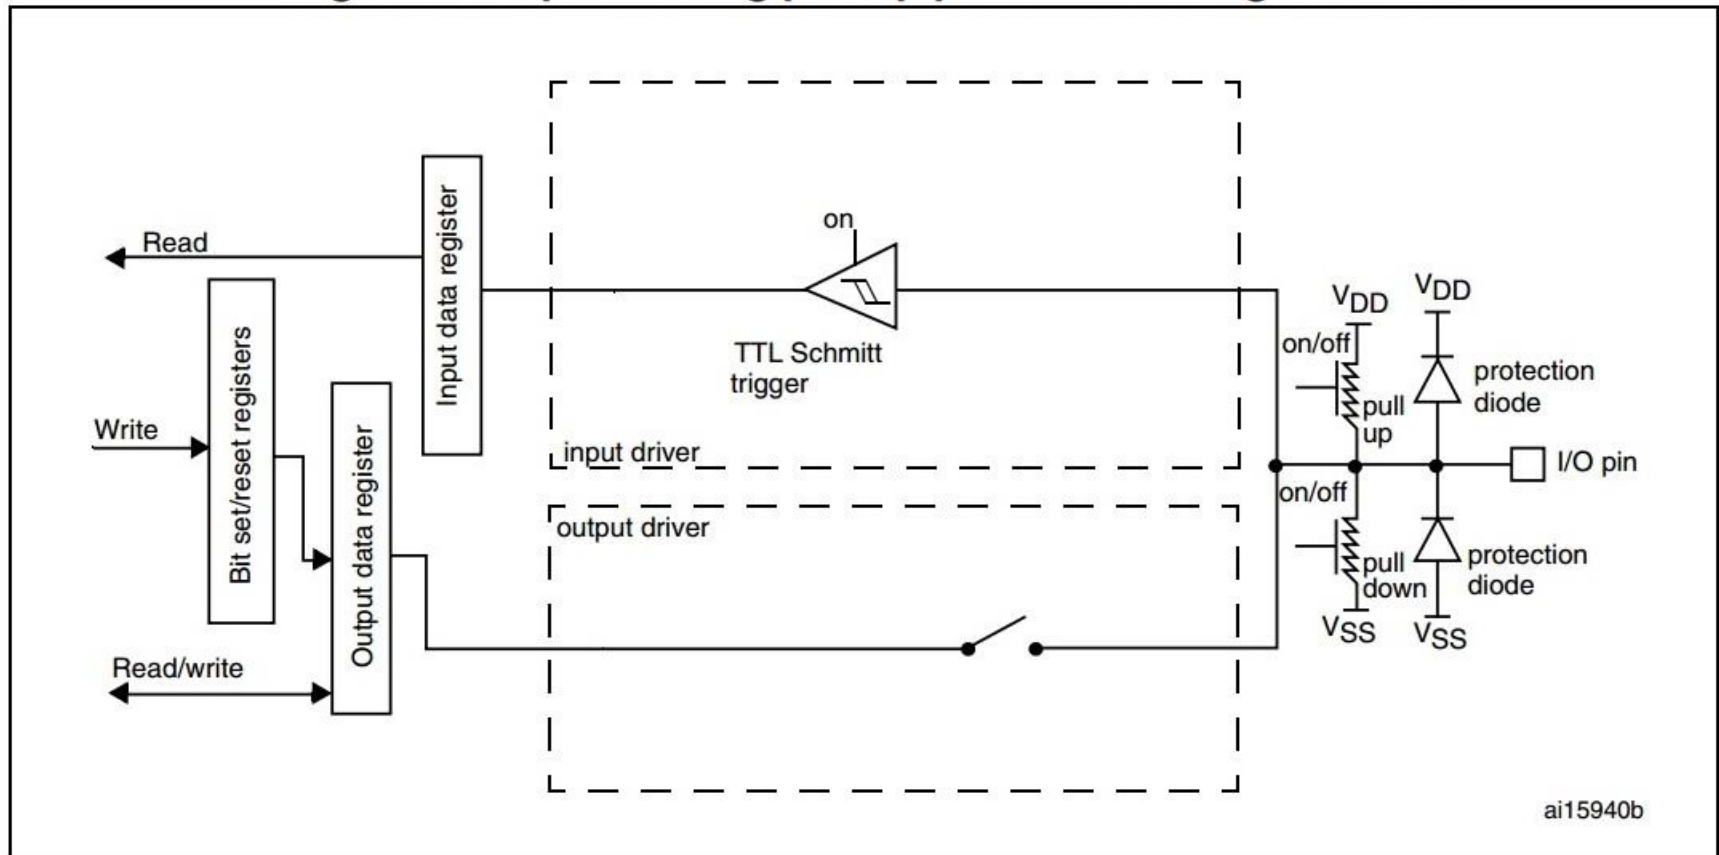 on
Read
Input data register
VDD
VDD
on/off
TTL Schmitt
trigger
protection
diode
pull
up
Write
Bit set/reset registers
Output data register
input driver
I/O pin
on/off
output driver
pull
down
protection
diode
VSS
VSS
Read/write
ai15940b